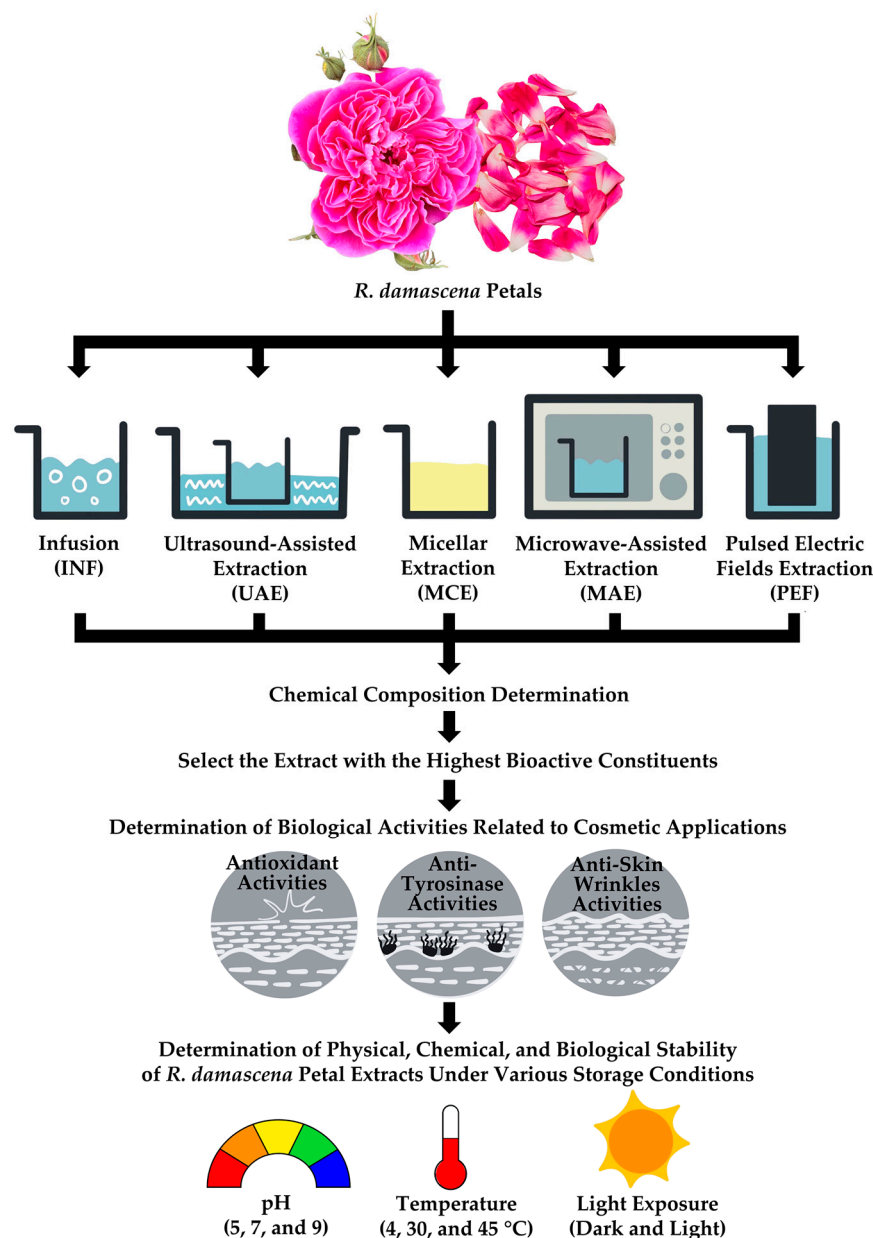 R. damascena Petals
Infusion
(INF)
Ultrasound-Assisted
Extraction
(UAE)
Micellar
Extraction
(MCE)
Microwave-Assisted
Extraction
(MAE)
Pulsed Electric
Fields Extraction
(PEF)
Chemical Composition Determination
Select the Extract with the Highest Bioactive Constituents
Determination of Biological Activities Related to Cosmetic Applications
Antioxidant
Activities
Anti-
Tyrosinase
Activities
Anti-Skin
Wrinkles
Activities
Determination of Physical, Chemical, and Biological Stability
of R. damascena Petal Extracts Under Various Storage Conditions
pH
(5, 7, and 9)
Temperature
(4, 30, and 45 °C)
Light Exposure
(Dark and Light)